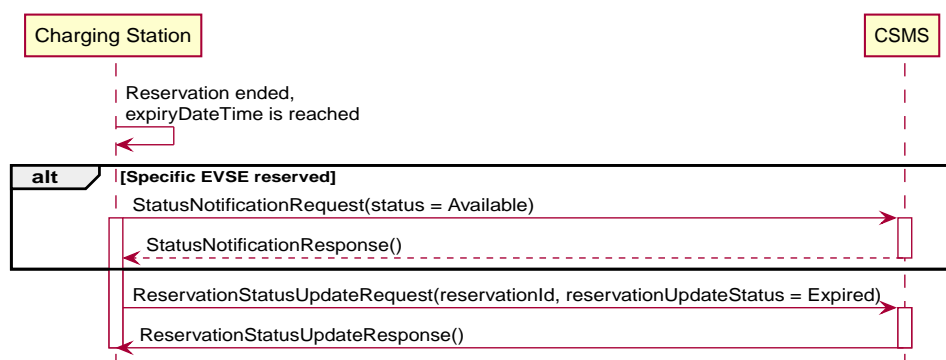 Charging Station
CSMS
Reservation ended,
expiryDateTime is reached
alt
[Specific EVSE reserved]
StatusNotificationRequest(status = Available)
StatusNotificationResponse()
ReservationStatusUpdateRequest(reservationId, reservationUpdateStatus = Expired)
ReservationStatusUpdateResponse()